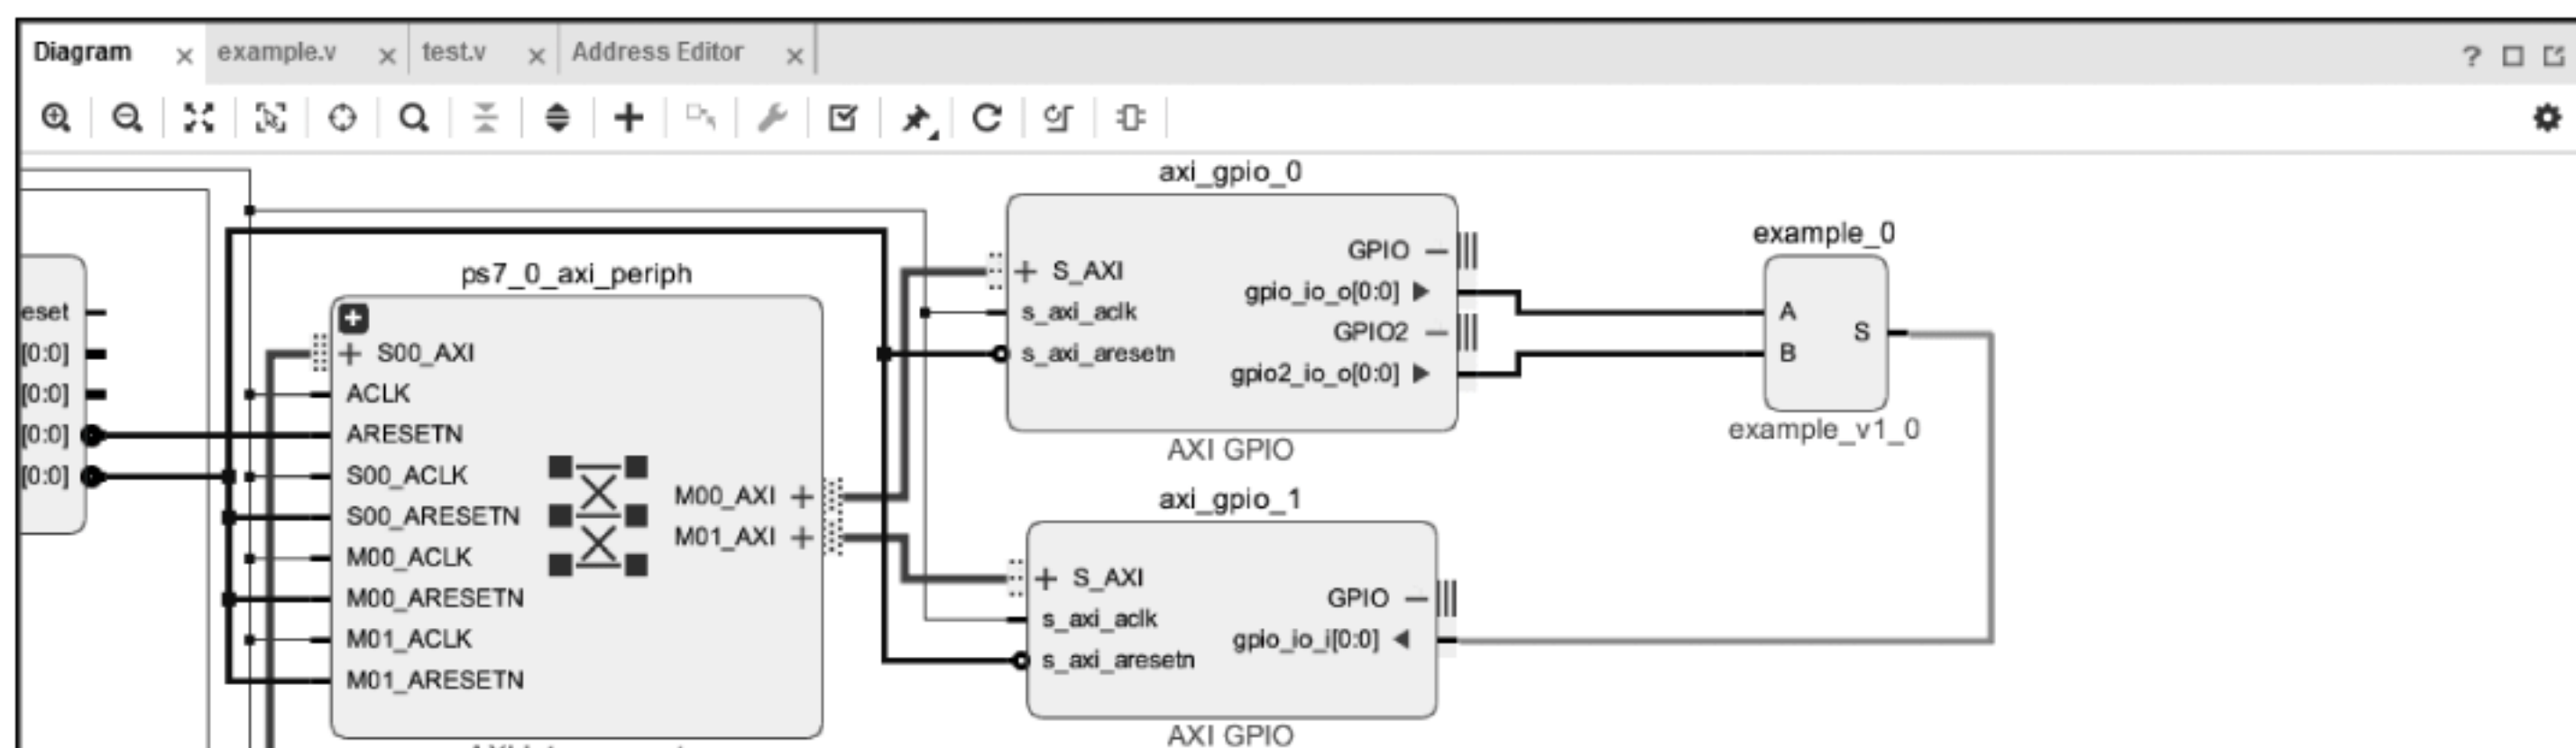 Diagram
example.v
test.v
Address Editor
?
axi_gpio_0
GPIO
S_AXI
gpio_io_o[0:0]
s_axi_aclk
GPIO2
s_axi_aresetn
gpio2_io_o[0:0]
AXI GPIO
example_0
A
S
B
example_v1_0
eset
[0:0]
[0:0]
[0:0]
[0:0]
ps7_0_axi_periph
S00_AXI
ACLK
ARESETN
S00_ACLK
S00_ARESETN
M00_ACLK
M00_ARESETN
M01_ACLK
M01_ARESETN
M00_AXI
M01_AXI
axi_gpio_1
S_AXI
GPIO
s_axi_aclk
gpio_io_i[0:0]
s_axi_aresetn
AXI GPIO